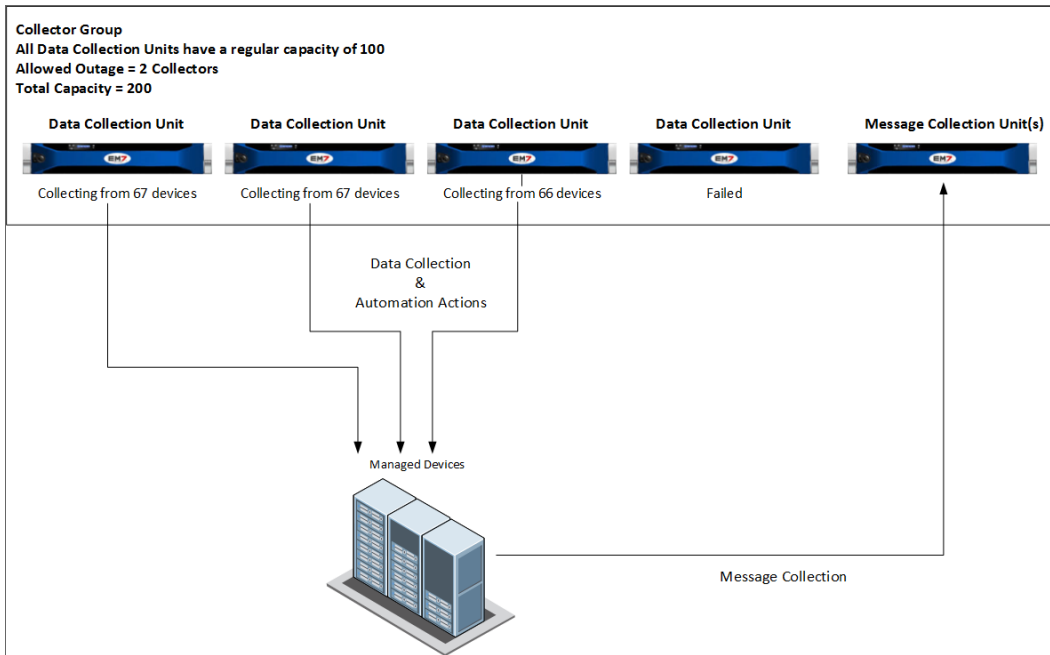 Collector Group
All Data Collection Units have a regular capacity of 100
Allowed Outage = 2 Collectors
Total Capacity = 200
Data Collection Unit
Data Collection Unit
Data Collection Unit
Data Collection Unit
Message Collection Unit(s)
EM7
EM7
EM7
EM7
EM7
Collecting from 67 devices
Collecting from 67 devices
Collecting from 66 devices
Failed
Data Collection
&
Automation Actions
Managed Devices
Message Collection